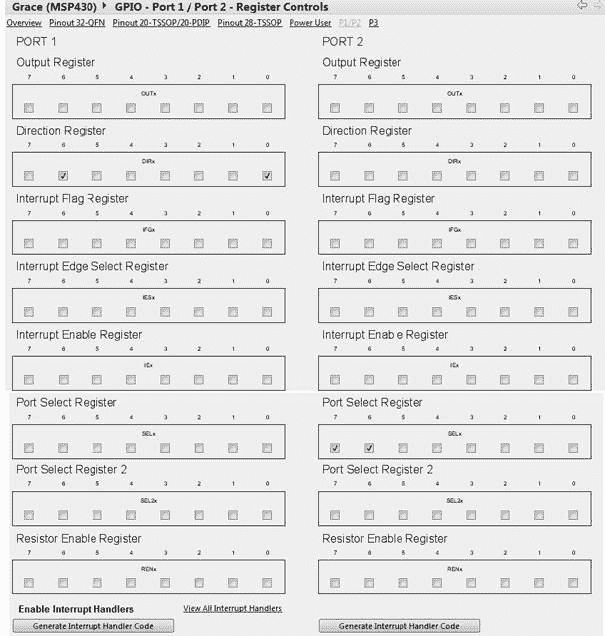 Grace (MSP430) ▸ GPIO - Port 1 / Port 2 - Register Controls
Overview Pinout 32-QFN Pinout 20-TSSOP/20-PDIP Pinout 28-TSSOP Power User P1/P2 P3
PORT 1 PORT 2
Output Register Output Register
7 6 5 4 3 2 1 0 7 6 5 4 3 2 1 0
OUTx OUTx
Direction Register Direction Register
7 6 5 4 3 2 1 0 7 6 5 4 3 2 1 0
DIRx DIRx
Interrupt Flag Register Interrupt Flag Register
7 6 5 4 3 2 1 0 7 6 5 4 3 2 1 0
IFGx IFGx
Interrupt Edge Select Register Interrupt Edge Select Register
7 6 5 4 3 2 1 0 7 6 5 4 3 2 1 0
IESx IESx
Interrupt Enable Register Interrupt Enable Register
7 6 5 4 3 2 1 0 7 6 5 4 3 2 1 0
IEx IEx
Port Select Register Port Select Register
7 6 5 4 3 2 1 0 7 6 5 4 3 2 1 0
SELx SELx
Port Select Register 2 Port Select Register 2
7 6 5 4 3 2 1 0 7 6 5 4 3 2 1 0
SEL2x SEL2x
Resistor Enable Register Resistor Enable Register
7 6 5 4 3 2 1 0 7 6 5 4 3 2 1 0
RENx RENx
Enable Interrupt Handlers View All Interrupt Handlers
Generate Interrupt Handler Code Generate Interrupt Handler Code